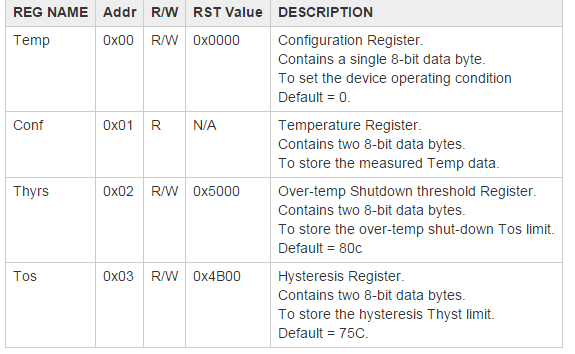 REG NAME Addr R/W RST Value DESCRIPTION
Temp 0x00 R/W 0x0000 Configuration Register.
Contains a single 8-bit data byte.
To set the device operating condition
Default = 0.
Conf 0x01 R N/A Temperature Register.
Contains two 8-bit data bytes.
To store the measured Temp data.
Thyrs 0x02 R/W 0x5000 Over-temp Shutdown threshold Register.
Contains two 8-bit data bytes.
To store the over-temp shut-down Tos limit.
Default = 80c
Tos 0x03 R/W 0x4B00 Hysteresis Register.
Contains two 8-bit data bytes.
To store the hysteresis Thyst limit.
Default = 75C.